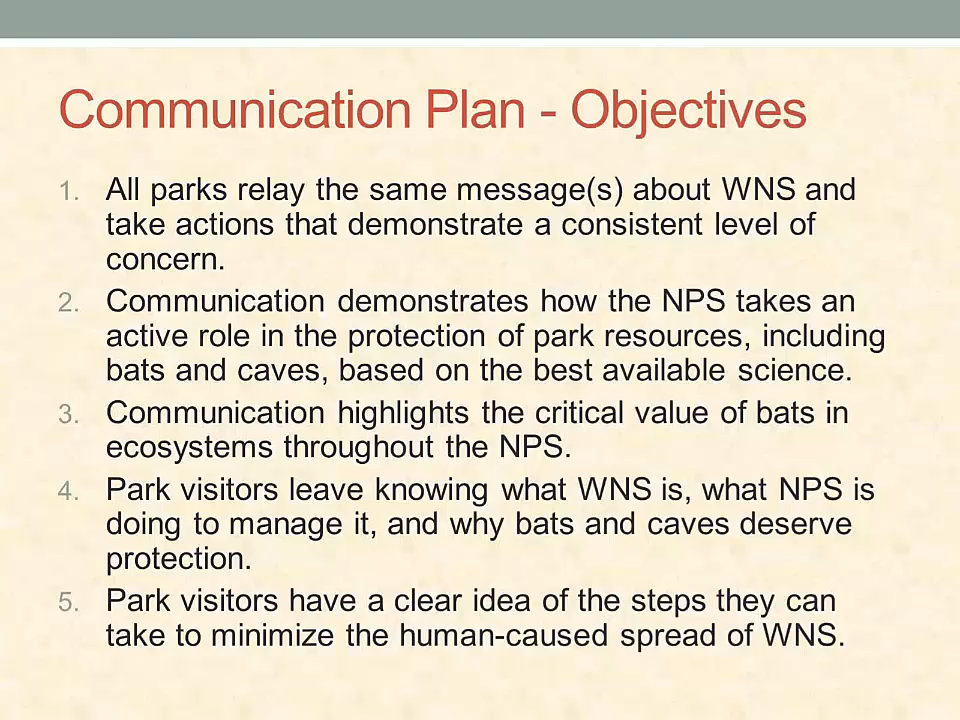 Communication Plan - Objectives
1. All parks relay the same message(s) about WNS and
take actions that demonstrate a consistent level of
concern.
2. Communication demonstrates how the NPS takes an
active role in the protection of park resources, including
bats and caves, based on the best available science.
3. Communication highlights the critical value of bats in
ecosystems throughout the NPS.
4. Park visitors leave knowing what WNS is, what NPS is
doing to manage it, and why bats and caves deserve
protection.
5. Park visitors have a clear idea of the steps they can
take to minimize the human-caused spread of WNS.